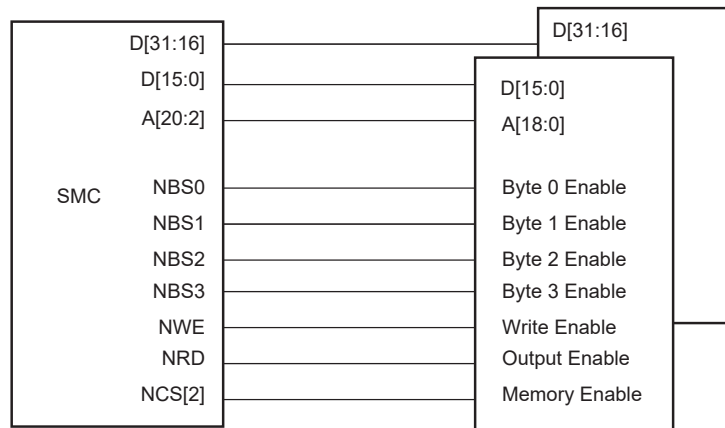 D[31:16] D[31:16]
D[15:0] D[15:0]
A[20:2] A[18:0]
SMC
NBS0 Byte 0 Enable
NBS1 Byte 1 Enable
NBS2 Byte 2 Enable
NBS3 Byte 3 Enable
NWE Write Enable
NRD Output Enable
NCS[2] Memory Enable